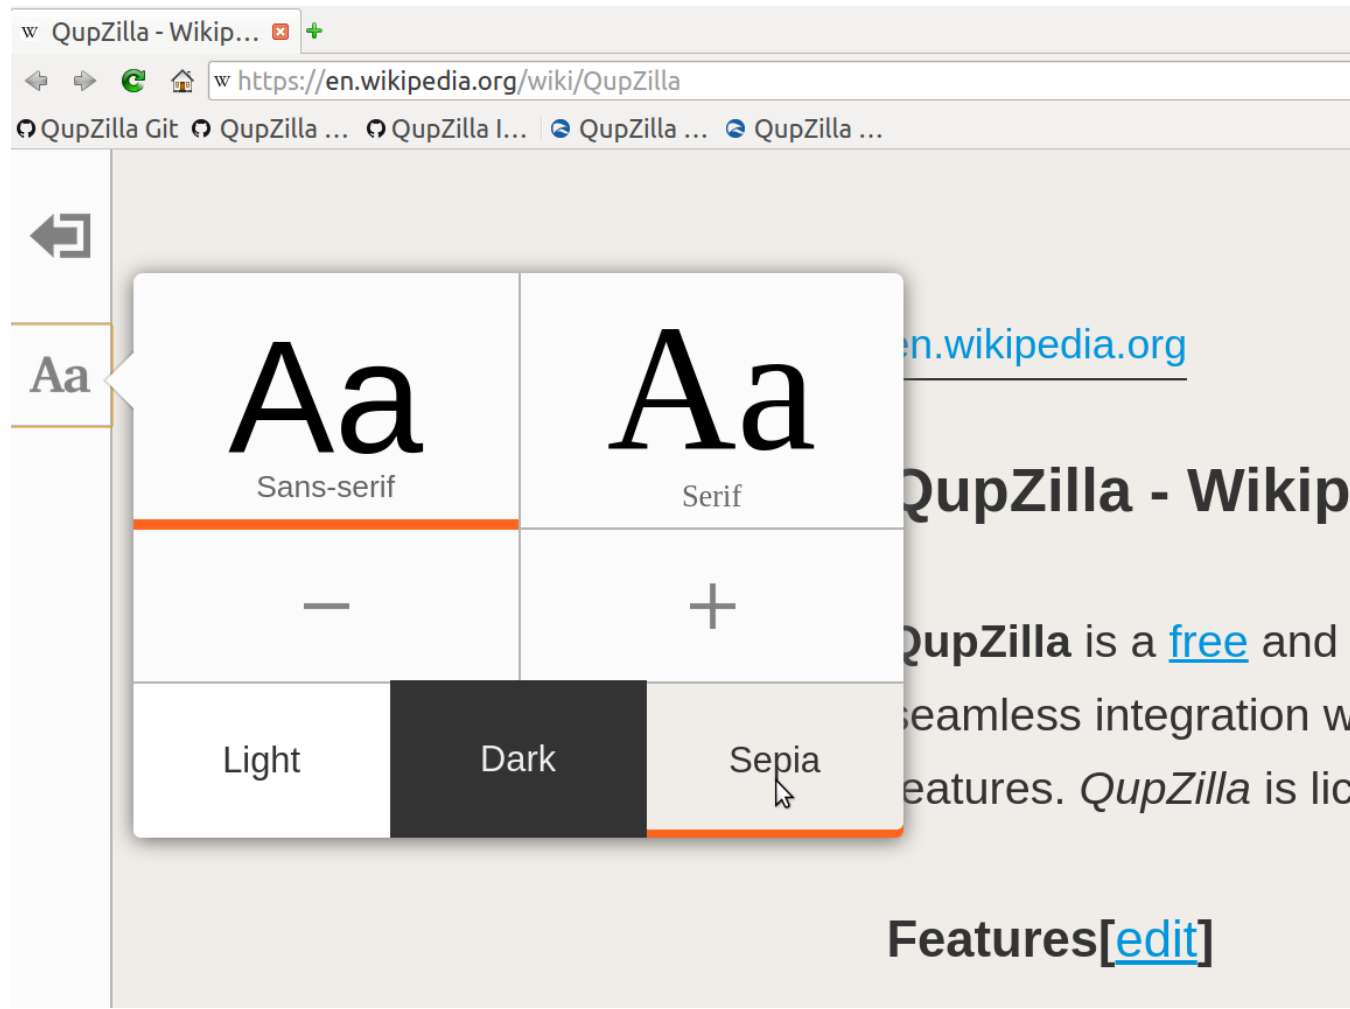 W QupZilla - Wikip...
W https://en.wikipedia.org/wiki/QupZilla
QupZilla Git QupZilla ... QupZilla I... QupZilla ... QupZilla ...
en.wikipedia.org
Aa
Aa
Aa
Sans-serif
Serif
QupZilla - Wikip
− +
QupZilla is a free and
seamless integration w
Light Dark Sepia
eatures. QupZilla is lic
Features[edit]